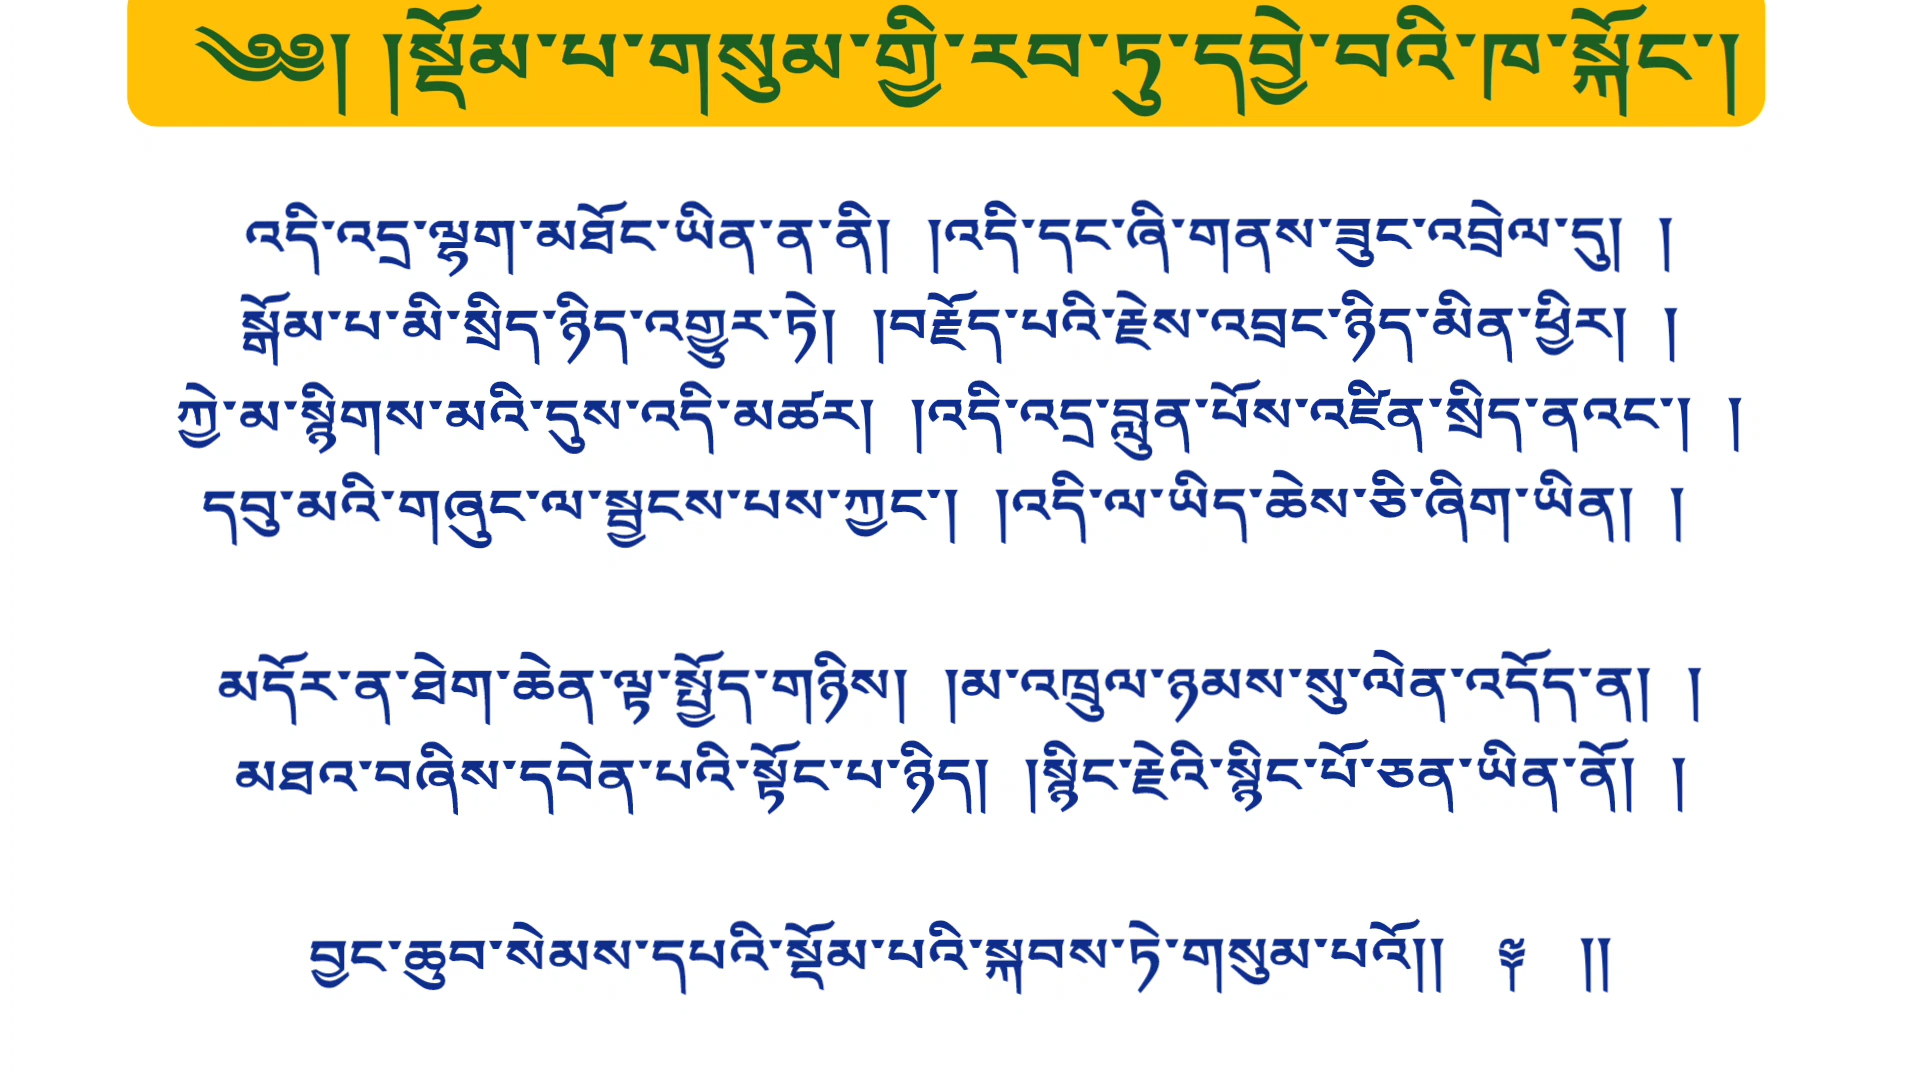 ༄༅། །སྡོམ་པ་གསུམ་གྱི་རབ་ཏུ་དབྱེ་བའི་ཁ་སྐོང་།
འདི་འདྲ་ལྷག་མཐོང་ཡིན་ན་ནི། །འདི་དང་ཞི་གནས་ཟུང་འབྲེལ་དུ། །
སྒོམ་པ་མི་སྲིད་ཉིད་འགྱུར་ཏེ། །བརྗོད་པའི་རྗེས་འབྲང་ཉིད་མིན་ཕྱིར། །
ཀྱེ་མ་སྙིགས་མའི་དུས་འདི་མཚར། །འདི་འདྲ་བླུན་པོས་འཛིན་སྲིད་ནའང་། །
དབུ་མའི་གཞུང་ལ་སྦྱངས་པས་ཀྱང་། །འདི་ལ་ཡིད་ཆེས་ཅི་ཞིག་ཡིན། །
མདོར་ན་ཐེག་ཆེན་ལྟ་སྤྱོད་གཉིས། །མ་འཁྲུལ་ཉམས་སུ་ལེན་འདོད་ན། །
མཐའ་བཞིས་དབེན་པའི་སྟོང་པ་ཉིད། །སྙིང་རྗེའི་སྙིང་པོ་ཅན་ཡིན་ནོ། །
བྱང་ཆུབ་སེམས་དཔའི་སྡོམ་པའི་སྐབས་ཏེ་གསུམ་པའོ།། ༈ །།